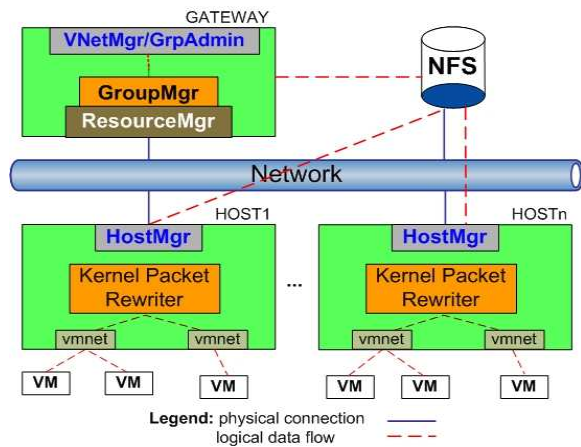 GATEWAY
VNetMgr/GrpAdmin
GroupMgr
ResourceMgr
NFS
Network
HOST1
HostMgr
Kernel Packet
Rewriter
vmnet
vmnet
VM
VM
VM
...
HOSTn
HostMgr
Kernel Packet
Rewriter
vmnet
vmnet
VM
VM
VM
Legend: physical connection
logical data flow